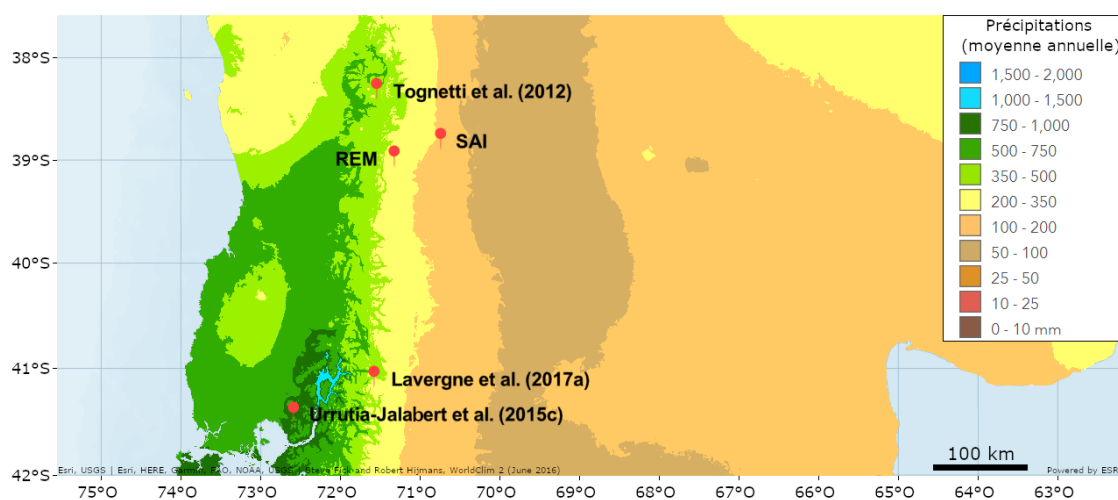 38°S
39°S
40°S
41°S
42°S
Tognetti et al. (2012)
SAI
REM
Lavergne et al. (2017a)
Urrutia-Jalabert et al. (2015c)
Précipitations
(moyenne annuelle)
1,500 - 2,000
1,000 - 1,500
750 - 1,000
500 - 750
350 - 500
200 - 350
100 - 200
50 - 100
25 - 50
10 - 25
0 - 10 mm
100 km
Esri, USGS | Esri, HERE, Garmin, FAO, NOAA, USGS | Steve Fick and Robert Hijmans, WorldClim 2 (June 2016)
Powered by ESRI
75°O 74°O 73°O 72°O 71°O 70°O 69°O 68°O 67°O 66°O 65°O 64°O 63°O